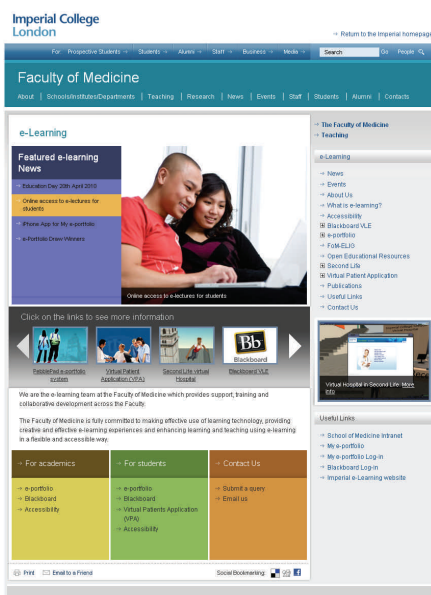 Imperial College
London
→ Return to the Imperial homepage
For Prospective Students → Students → Alumni → Staff → Business → Media → Search Go People
Faculty of Medicine
About | Schools/Institutes/Departments | Teaching | Research | News | Events | Staff | Students | Alumni | Contacts
e-Learning
Featured e-learning
News
→ Education Day 20th April 2010
→ Online access to e-lectures for
students
→ iPhone App for My e-portfolio
→ e-Portfolio Draw Winners
Online access to e-lectures for students
Click on the links to see more information
Bb
Blackboard
PebblePad e-portfolio
system
Virtual Patient
Application (VPA)
Second Life virtual
Hospital
Blackboard VLE
We are the e-learning team at the Faculty of Medicine which provides support, training and
collaborative development across the Faculty.
The Faculty of Medicine is fully committed to making effective use of learning technology, providing
creative and effective e-learning experiences and enhancing learning and teaching using e-learning
in a flexible and accessible way.
→ For academics
→ e-portfolio
→ Blackboard
→ Accessibility
→ For students
→ e-portfolio
→ Blackboard
→ Virtual Patients Application
(VPA)
→ Accessibility
→ Contact Us
→ Submit a query
→ Email us
Print Email to a Friend Social Bookmarking:
→ The Faculty of Medicine
→ Teaching
e-Learning
→ News
→ Events
→ About Us
→ What is e-learning?
→ Accessibility
Blackboard VLE
e-portfolio
→ FoM-ELIO
→ Open Educational Resources
Second Life
Virtual Patient Application
→ Publications
→ Useful Links
→ Contact Us
Virtual Hospital in Second Life. More
info
Useful Links
→ School of Medicine Intranet
→ My e-portfolio
→ My e-portfolio Log-in
→ Blackboard Log-in
→ Imperial e-Learning website